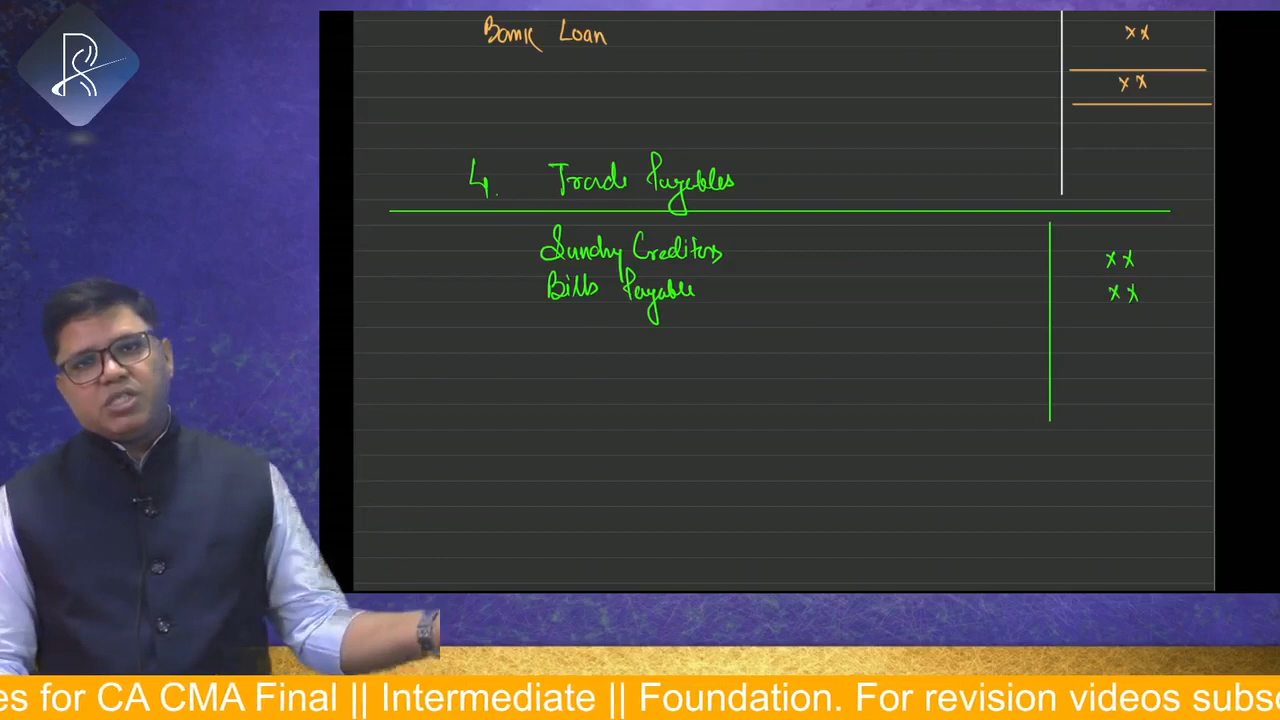 Bank Loan xx
xx
4. Trade Payables
Sundry Creditors xx
Bills Payable xx
es for CA CMA Final || Intermediate || Foundation. For revision videos subs